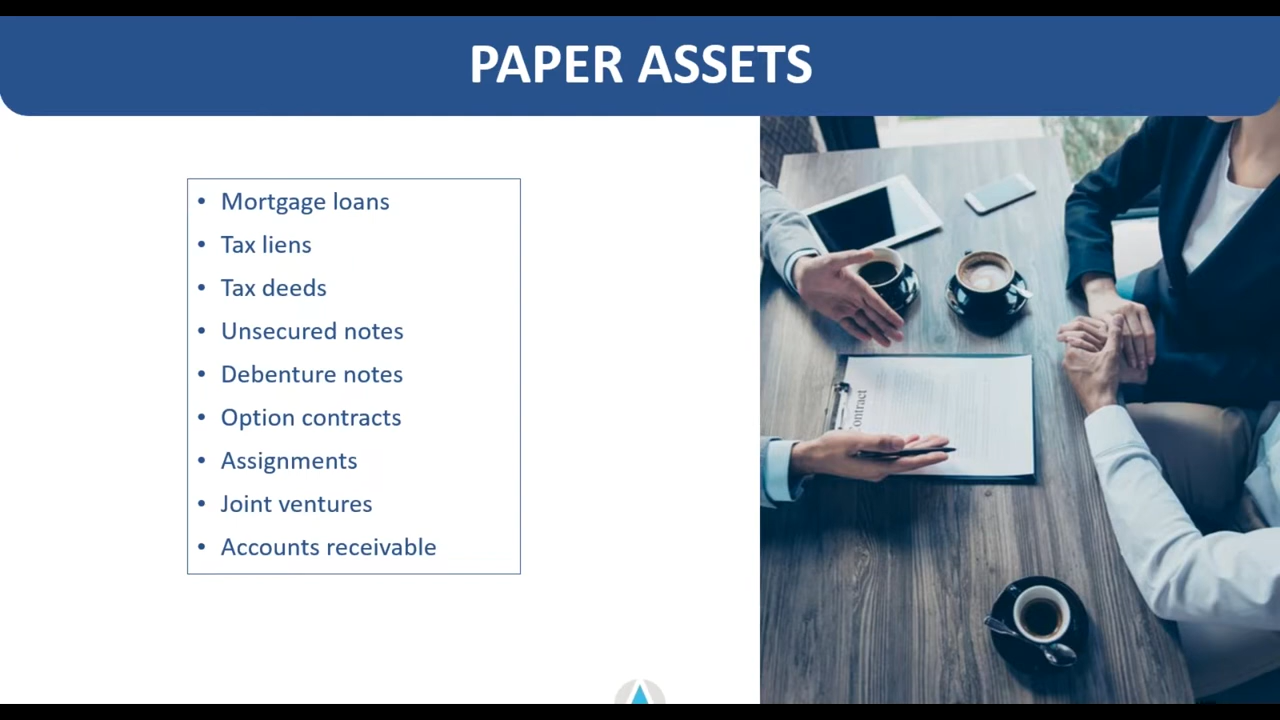 PAPER ASSETS
• Mortgage loans
• Tax liens
• Tax deeds
• Unsecured notes
• Debenture notes
• Option contracts
• Assignments
• Joint ventures
• Accounts receivable